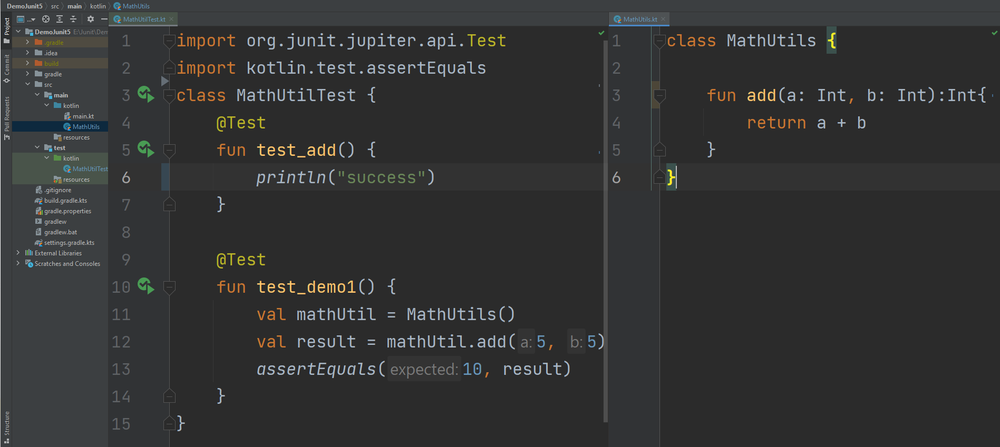 DemoJunit5 src main kotlin MathUtils
Project
Commit
Pull Requests
Structure
...
DemoJunit5 E:\Junit\Dem
.gradle
.idea
build
gradle
src
main
kotlin
main.kt
MathUtils
resources
test
kotlin
MathUtilTest
resources
.gitignore
build.gradle.kts
gradle.properties
gradlew
gradlew.bat
settings.gradle.kts
External Libraries
Scratches and Consoles
MathUtilTest.kt
1 import org.junit.jupiter.api.Test
2 import kotlin.test.assertEquals
3 class MathUtilTest {
4 @Test
5 fun test_add() {
6 println("success")
7 }
8
9 @Test
10 fun test_demo1() {
11 val mathUtil = MathUtils()
12 val result = mathUtil.add( a: 5, b: 5)
13 assertEquals( expected: 10, result)
14 }
15 }
MathUtils.kt
1 class MathUtils {
2
3 fun add(a: Int, b: Int):Int{
4 return a + b
5 }
6 }